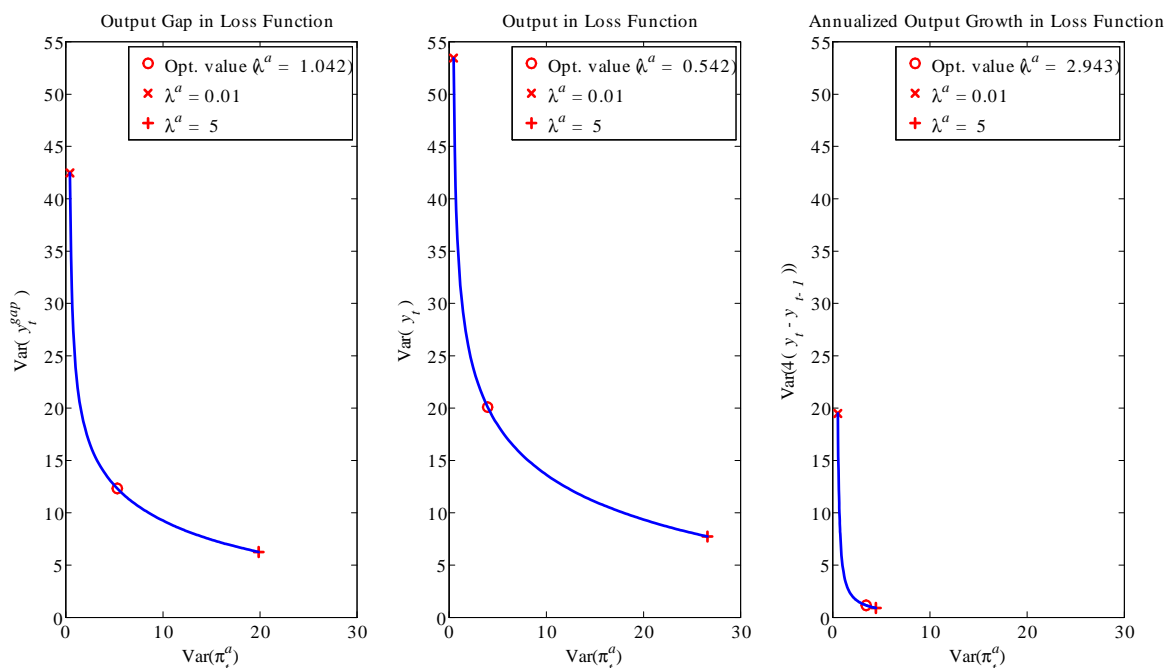 Output Gap in Loss Function
55
50
45
40
35
30
25
20
15
10
5
0
Var( y_t^gap)
Opt. value (λ^a = 1.042)
λ^a = 0.01
λ^a = 5
0
10
20
30
Var(π_t^a)
Output in Loss Function
55
50
45
40
35
30
25
20
15
10
5
0
Var( y_t)
Opt. value (λ^a = 0.542)
λ^a = 0.01
λ^a = 5
0
10
20
30
Var(π_t^a)
Annualized Output Growth in Loss Function
55
50
45
40
35
30
25
20
15
10
5
0
Var(4( y_t - y_t-1))
Opt. value (λ^a = 2.943)
λ^a = 0.01
λ^a = 5
0
10
20
30
Var(π_t^a)